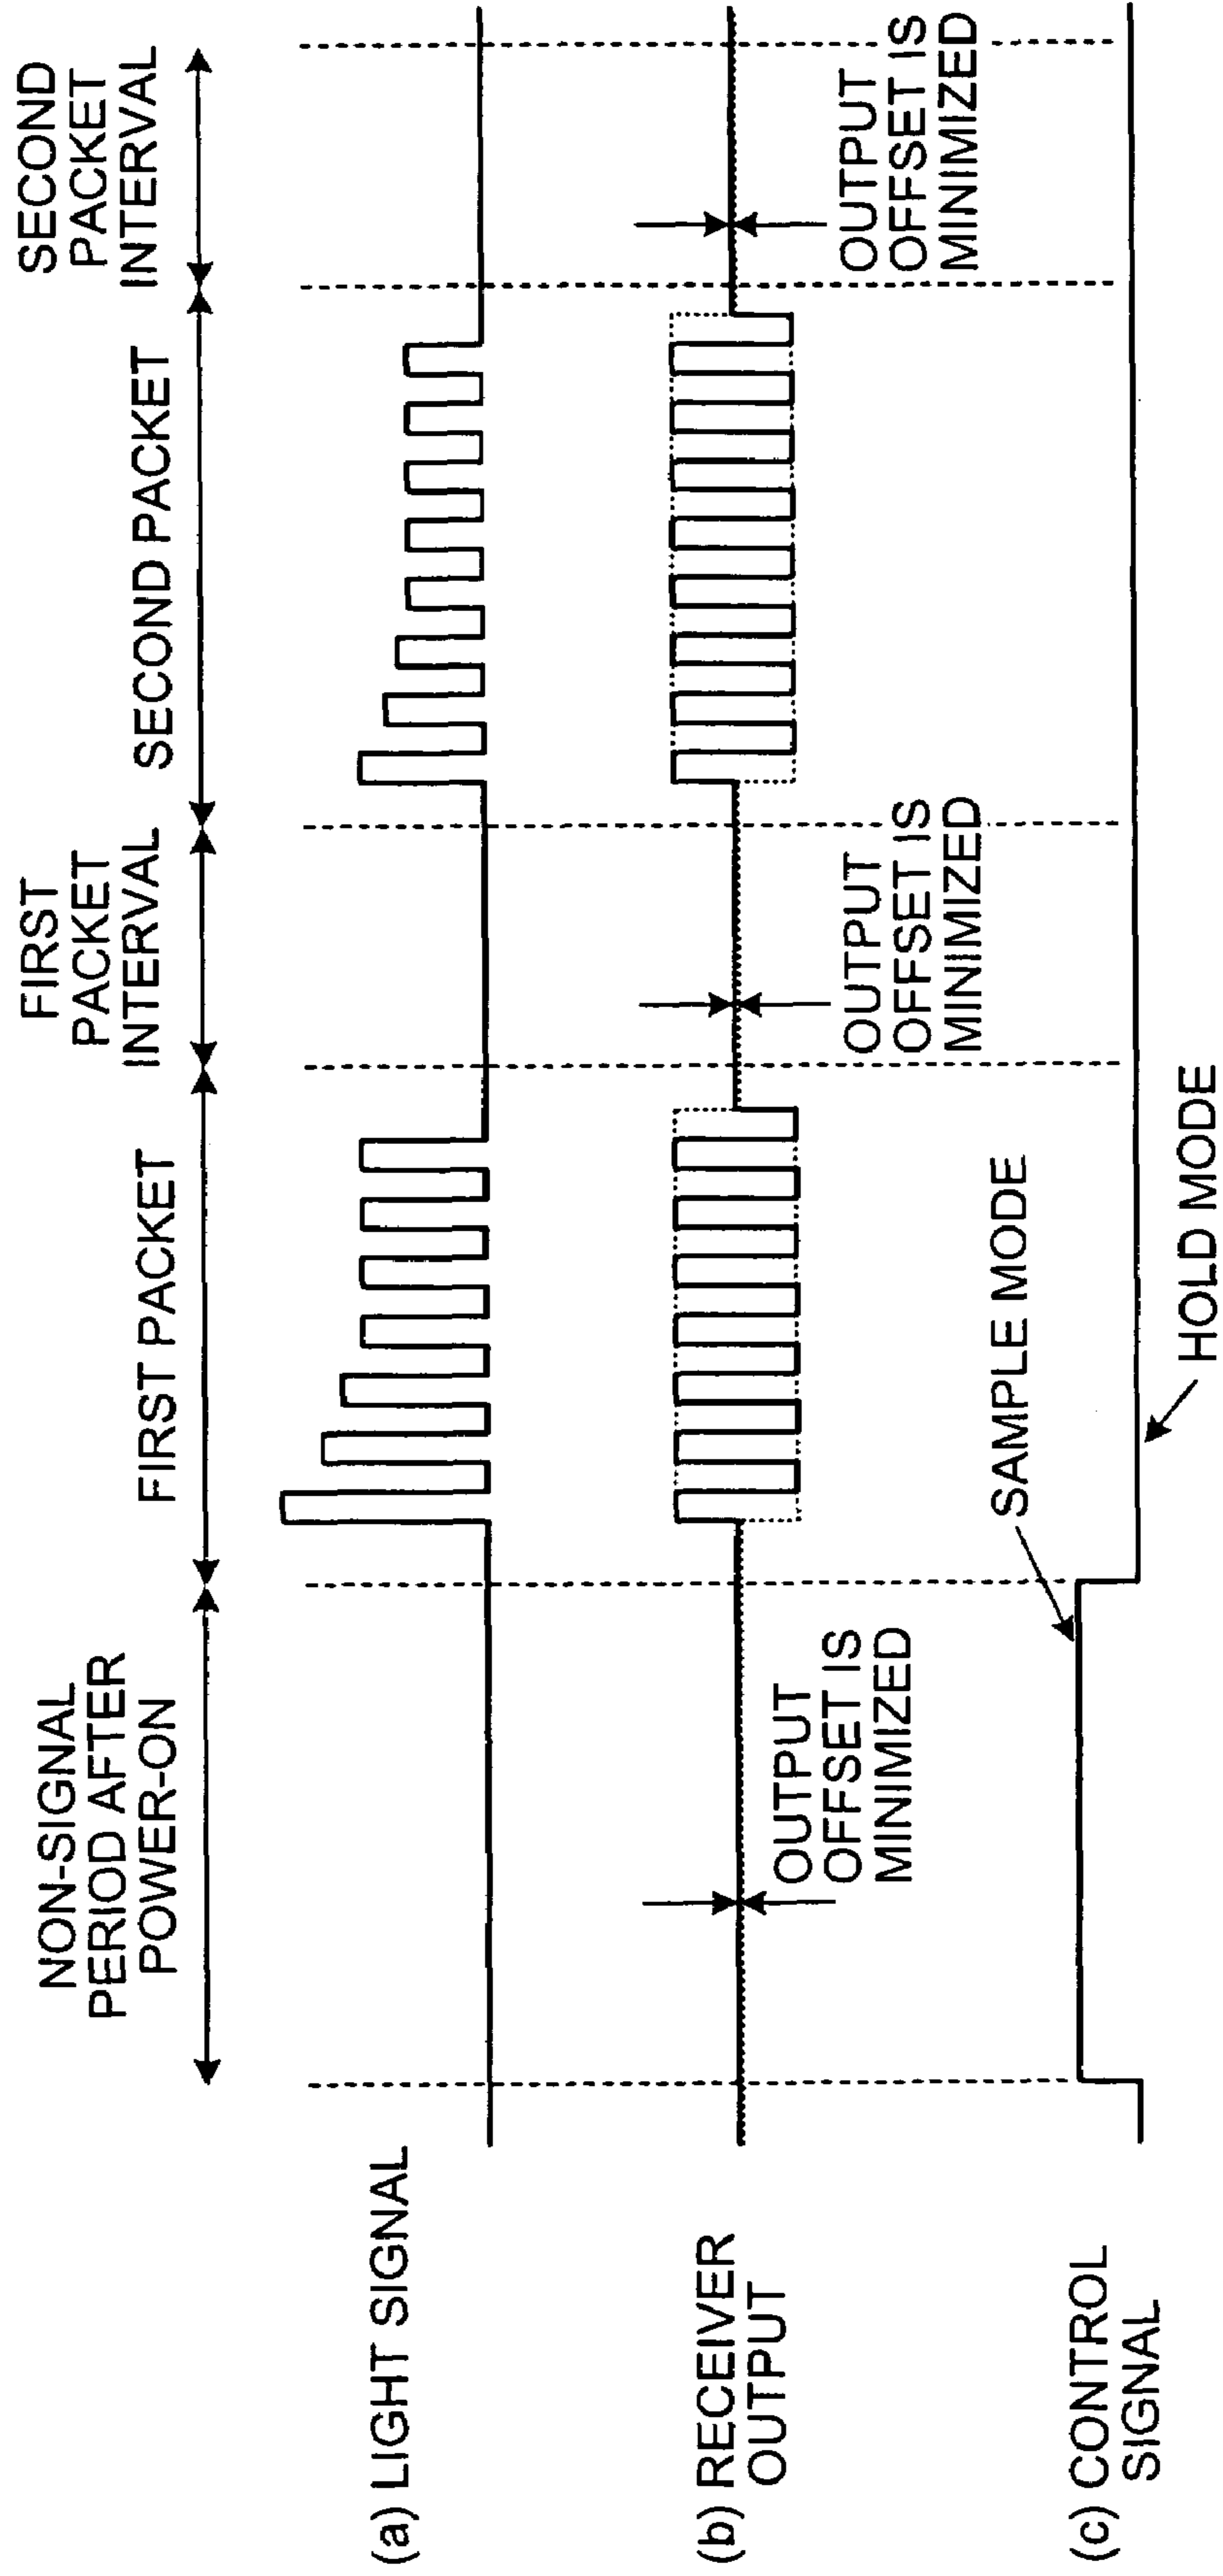 NON-SIGNAL
PERIOD AFTER
POWER-ON
FIRST PACKET
FIRST
PACKET
INTERVAL
SECOND PACKET
SECOND
PACKET
INTERVAL
(a) LIGHT SIGNAL
(b) RECEIVER
OUTPUT
OUTPUT
OFFSET IS
MINIMIZED
OUTPUT
OFFSET IS
MINIMIZED
OUTPUT
OFFSET IS
MINIMIZED
(c) CONTROL
SIGNAL
SAMPLE MODE
HOLD MODE